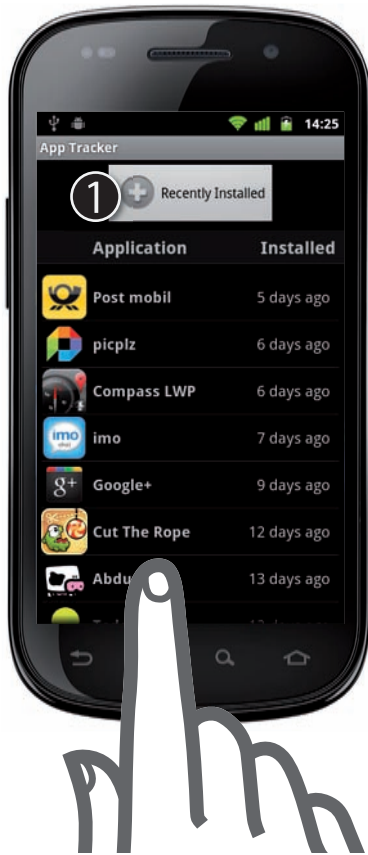 14:25
App Tracker
1 Recently Installed
Application Installed
Post mobil 5 days ago
picplz 6 days ago
Compass LWP 6 days ago
imo imo 7 days ago
g+ Google+ 9 days ago
Cut The Rope 12 days ago
13 days ago